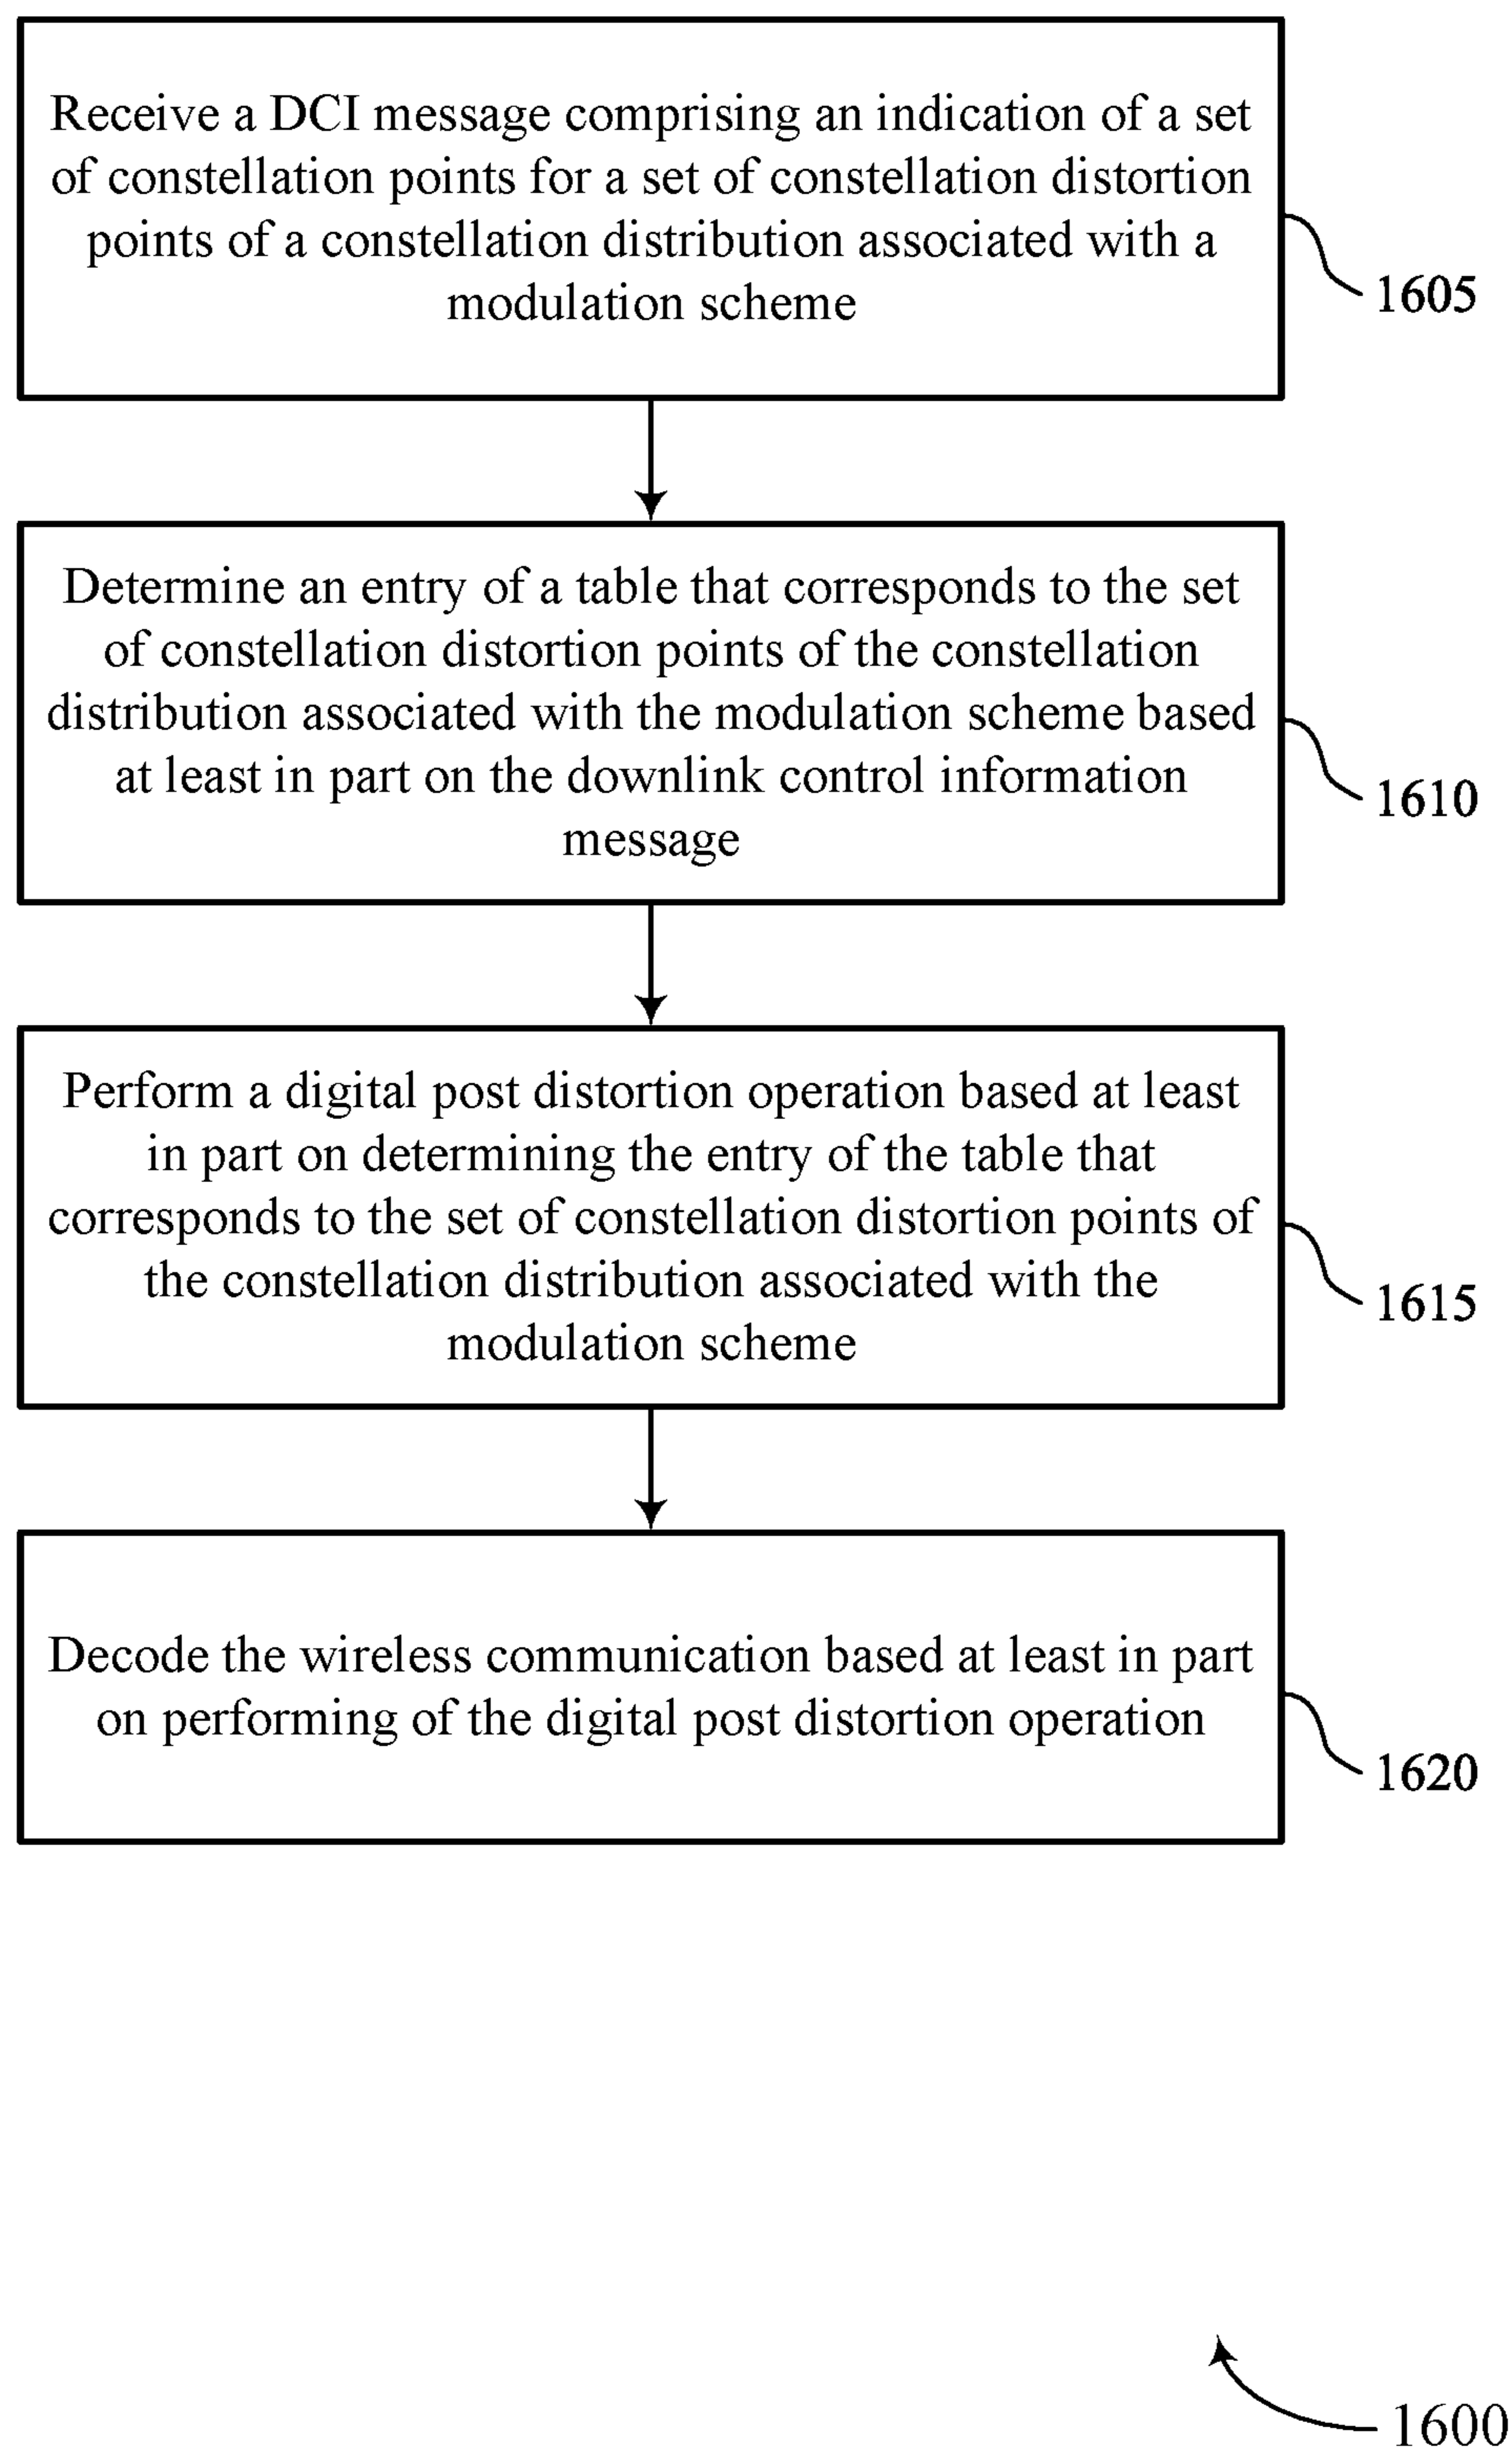 Receive a DCI message comprising an indication of a set
of constellation points for a set of constellation distortion
points of a constellation distribution associated with a
modulation scheme
1605
Determine an entry of a table that corresponds to the set
of constellation distortion points of the constellation
distribution associated with the modulation scheme based
at least in part on the downlink control information
message
1610
Perform a digital post distortion operation based at least
in part on determining the entry of the table that
corresponds to the set of constellation distortion points of
the constellation distribution associated with the
modulation scheme
1615
Decode the wireless communication based at least in part
on performing of the digital post distortion operation
1620
1600